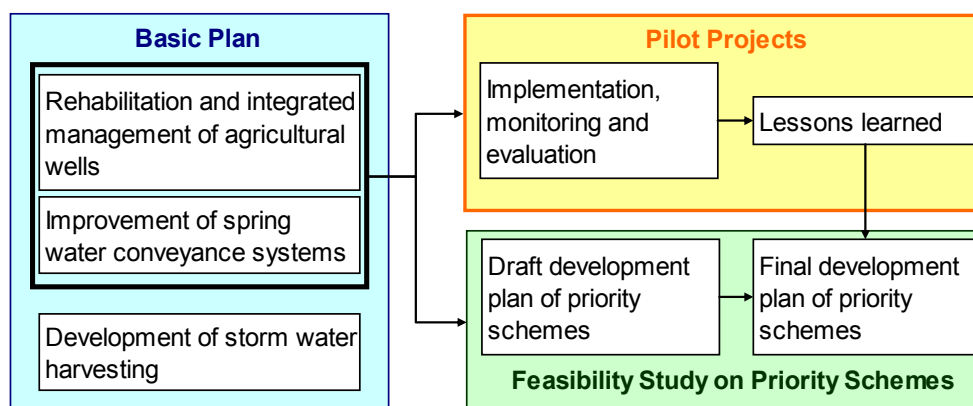 Basic Plan
Rehabilitation and integrated
management of agricultural
wells
Improvement of spring
water conveyance systems
Development of storm water
harvesting
Pilot Projects
Implementation,
monitoring and
evaluation
Lessons learned
Draft development
plan of priority
schemes
Final development
plan of priority
schemes
Feasibility Study on Priority Schemes